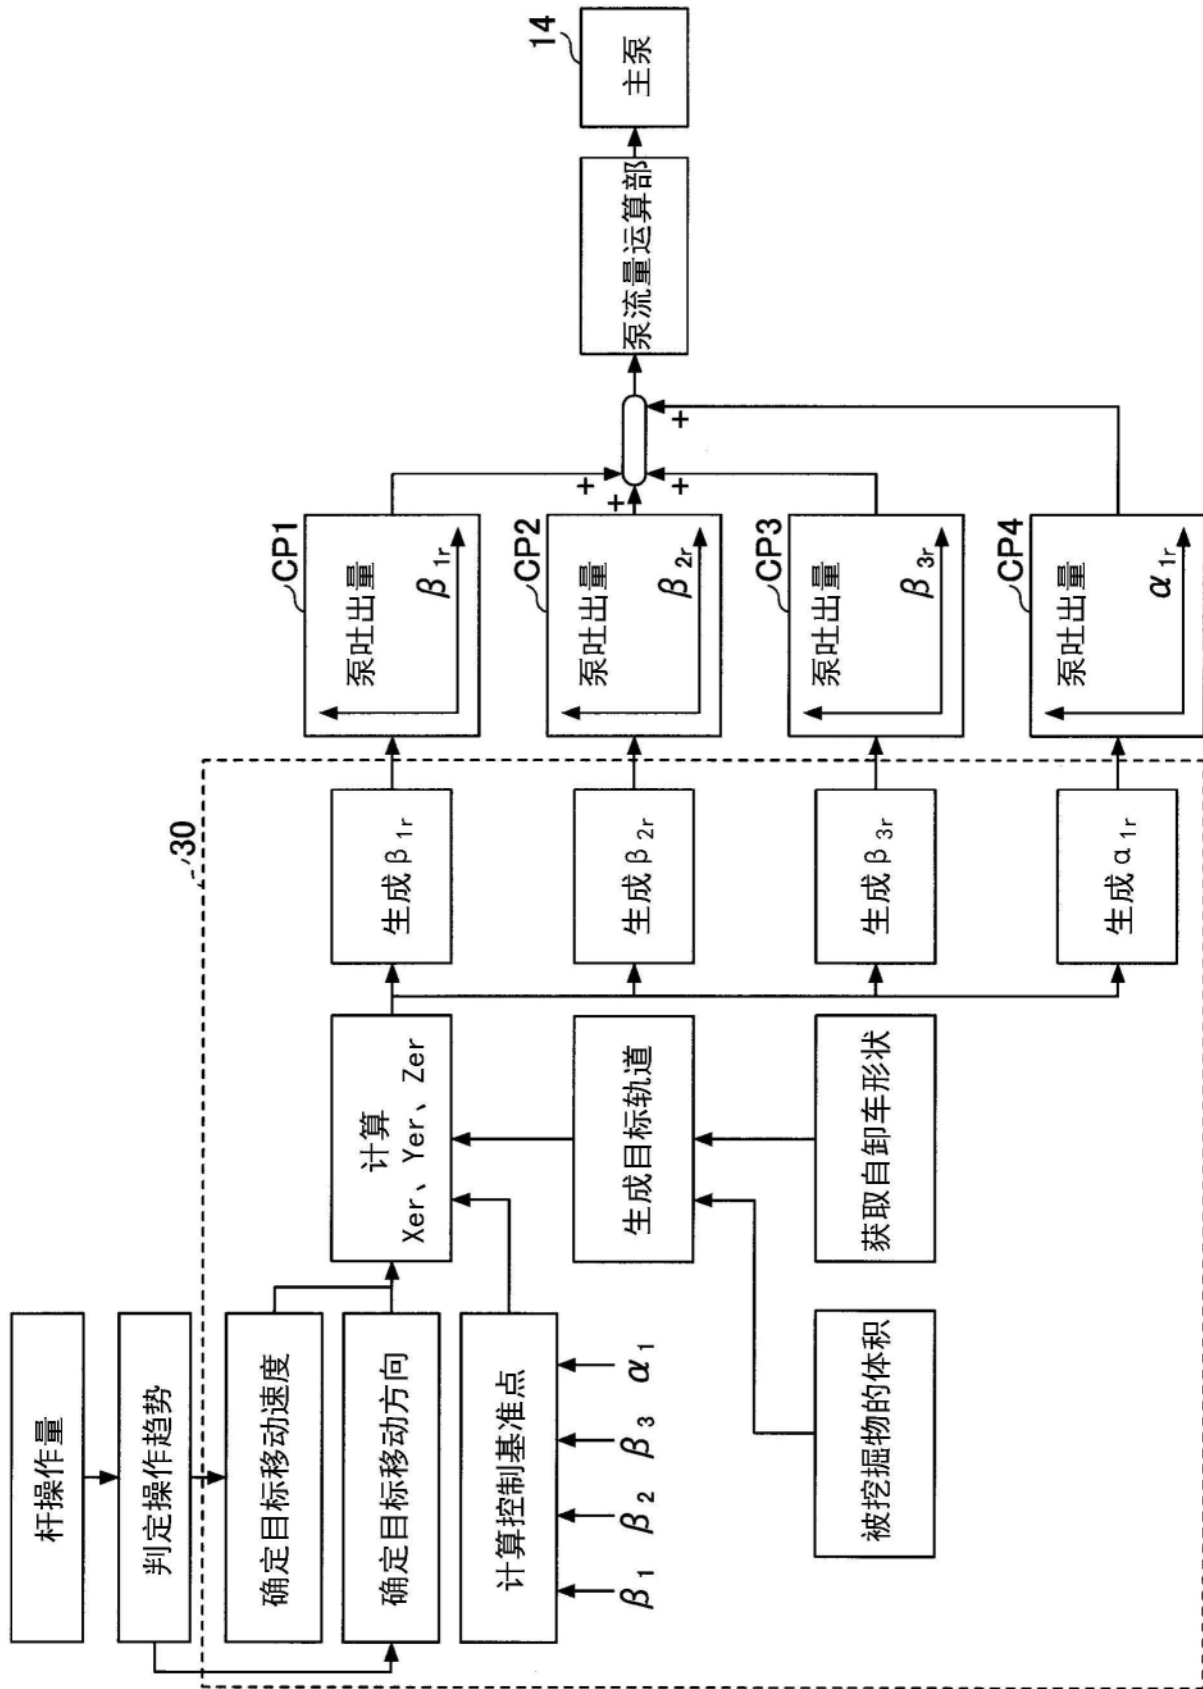 杆操作量
判定操作趋势
30
确定目标移动速度
确定目标移动方向
计算控制基准点
β1
β2
β3
α1
计算
Xer、Yer、Zer
生成目标轨道
被挖掘物的体积
获取自卸车形状
生成β1r
生成β2r
生成β3r
生成α1r
CP1
泵吐出量
β1r
CP2
泵吐出量
β2r
CP3
泵吐出量
β3r
CP4
泵吐出量
α1r
+
+
+
+
泵流量运算部
14
主泵